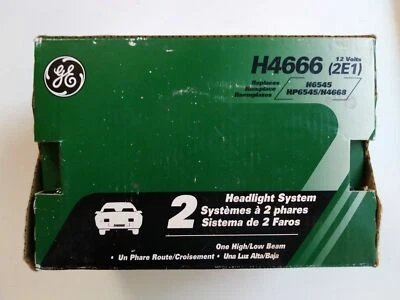 GE
H4666 12 Volts (2E1)
Replaces
Remplace
H6545
HP6545/H4668
2
Headlight System
Systèmes à 2 phares
Sistema de 2 Faros
One High/Low Beam
• Un Phare Route/Croisement • Una Luz Alta/Baja